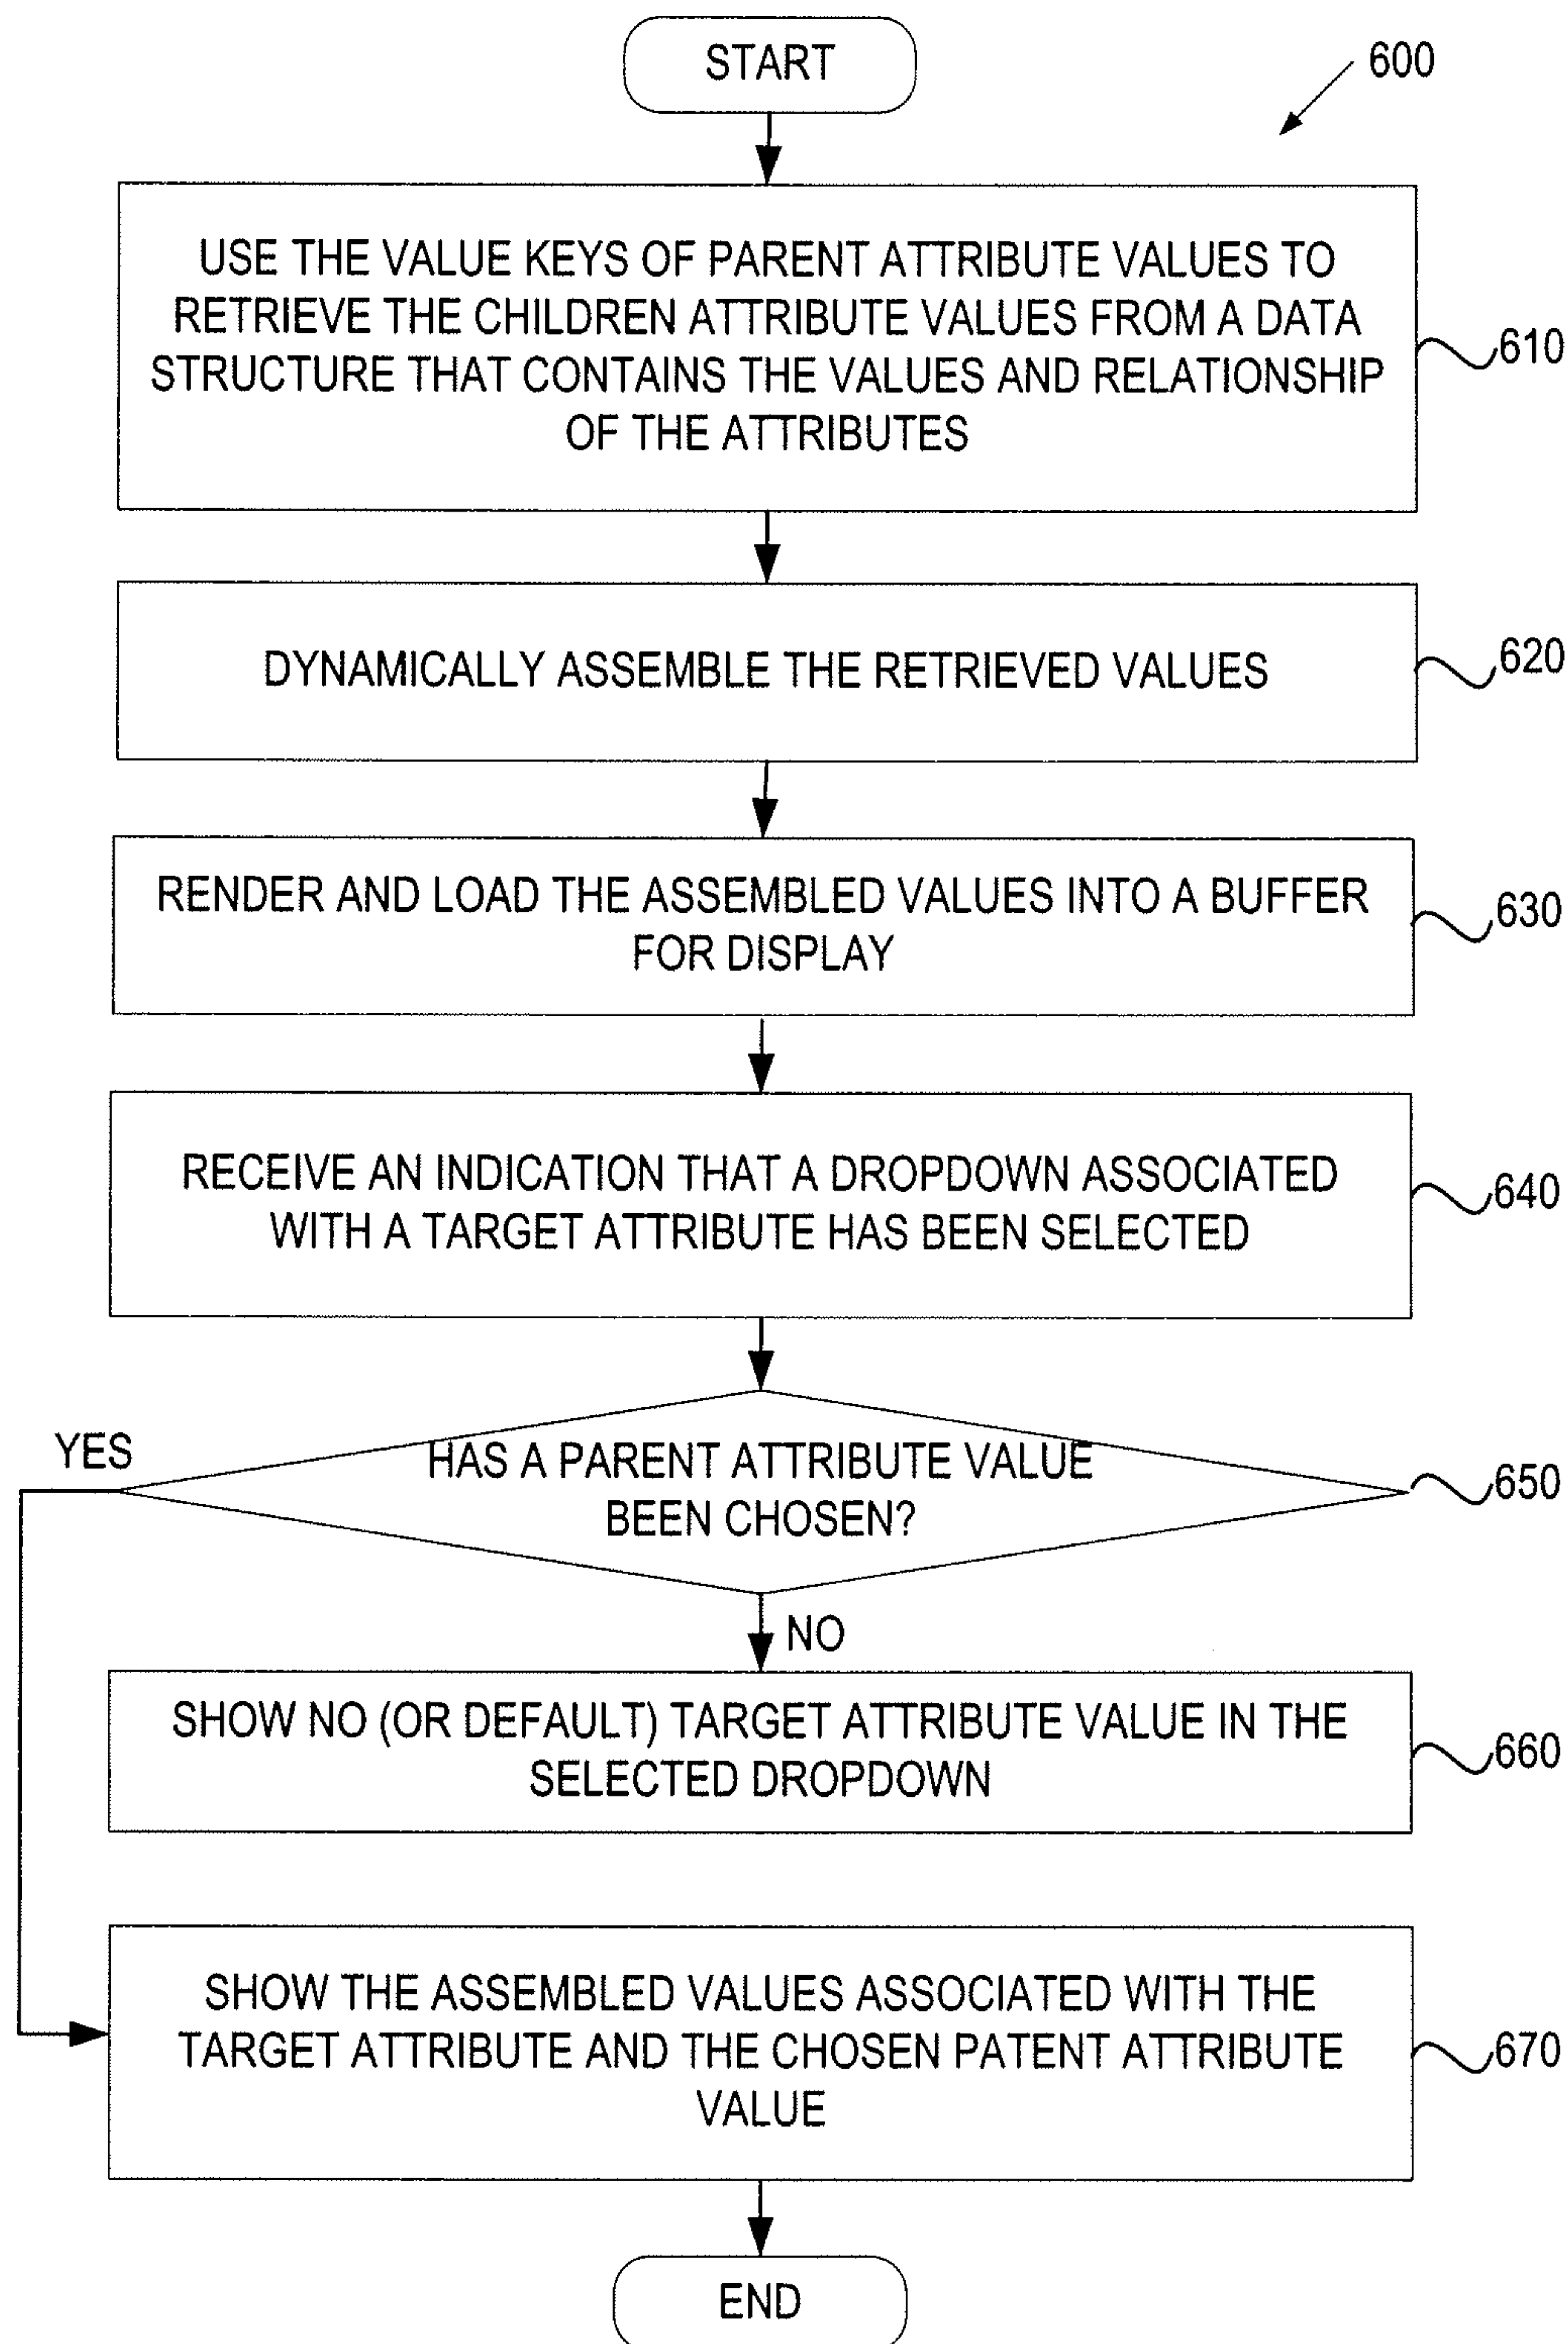 START
600
USE THE VALUE KEYS OF PARENT ATTRIBUTE VALUES TO
RETRIEVE THE CHILDREN ATTRIBUTE VALUES FROM A DATA
STRUCTURE THAT CONTAINS THE VALUES AND RELATIONSHIP
OF THE ATTRIBUTES
610
DYNAMICALLY ASSEMBLE THE RETRIEVED VALUES
620
RENDER AND LOAD THE ASSEMBLED VALUES INTO A BUFFER
FOR DISPLAY
630
RECEIVE AN INDICATION THAT A DROPDOWN ASSOCIATED
WITH A TARGET ATTRIBUTE HAS BEEN SELECTED
640
YES
HAS A PARENT ATTRIBUTE VALUE
BEEN CHOSEN?
650
NO
SHOW NO (OR DEFAULT) TARGET ATTRIBUTE VALUE IN THE
SELECTED DROPDOWN
660
SHOW THE ASSEMBLED VALUES ASSOCIATED WITH THE
TARGET ATTRIBUTE AND THE CHOSEN PATENT ATTRIBUTE
VALUE
670
END